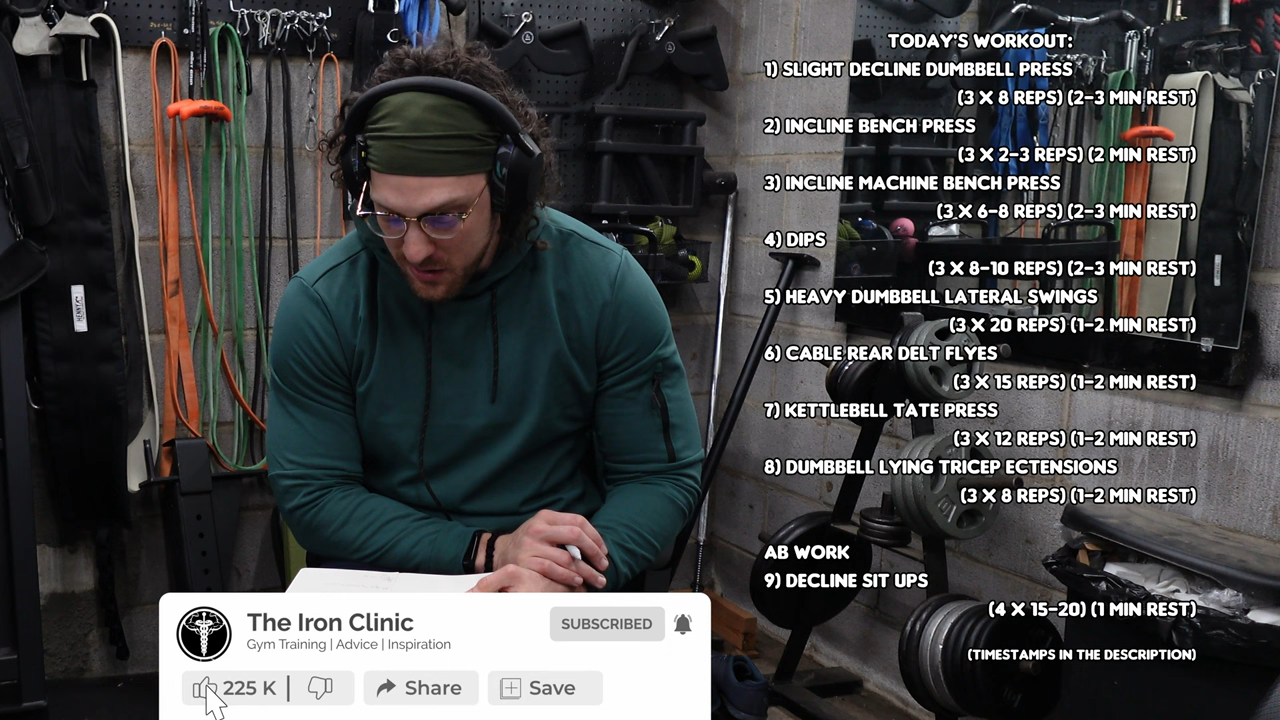 TODAY'S WORKOUT:
1) SLIGHT DECLINE DUMBBELL PRESS
(3 X 8 REPS) (2-3 MIN REST)
2) INCLINE BENCH PRESS
(3 X 2-3 REPS) (2 MIN REST)
3) INCLINE MACHINE BENCH PRESS
(3 X 6-8 REPS) (2-3 MIN REST)
4) DIPS
(3 X 8-10 REPS) (2-3 MIN REST)
5) HEAVY DUMBBELL LATERAL SWINGS
(3 X 20 REPS) (1-2 MIN REST)
6) CABLE REAR DELT FLYES
(3 X 15 REPS) (1-2 MIN REST)
7) KETTLEBELL TATE PRESS
(3 X 12 REPS) (1-2 MIN REST)
8) DUMBBELL LYING TRICEP ECTENSIONS
(3 X 8 REPS) (1-2 MIN REST)
AB WORK
9) DECLINE SIT UPS
(4 X 15-20) (1 MIN REST)
(TIMESTAMPS IN THE DESCRIPTION)
The Iron Clinic
Gym Training | Advice | Inspiration
SUBSCRIBED
225 K
Share
Save